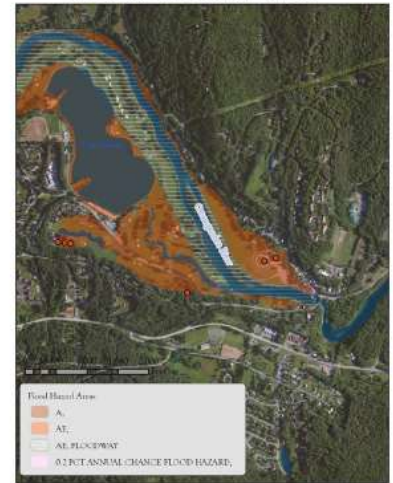 Flood Hazard Areas
A,
AE,
AE, FLOODWAY
0.2 PCT ANNUAL CHANCE FLOOD HAZARD,